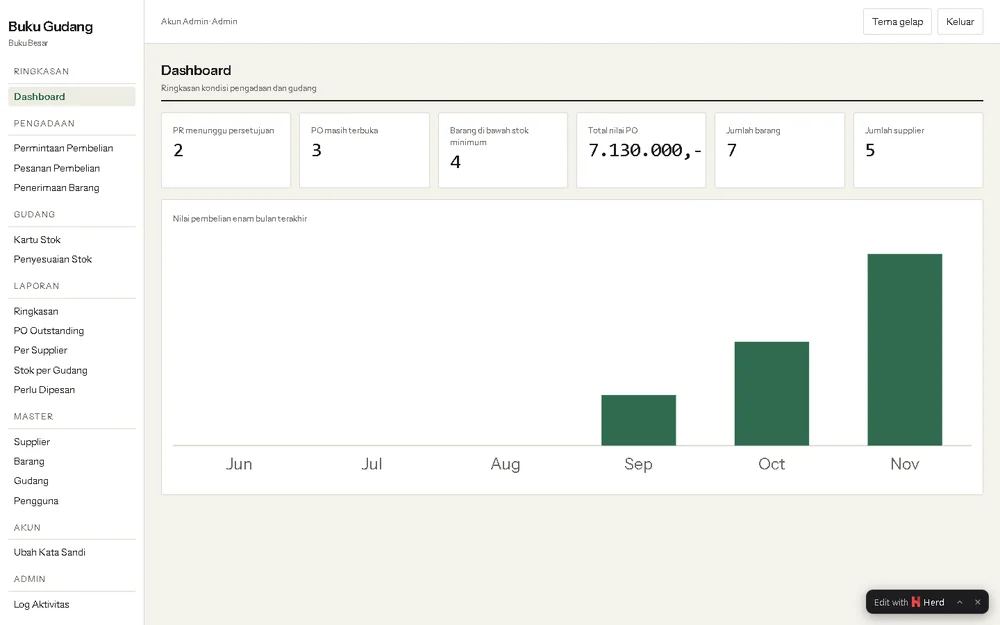 Buku Gudang
Buku Besar
RINGKASAN
Dashboard
PENGADAAN
Permintaan Pembelian
Pesanan Pembelian
Penerimaan Barang
GUDANG
Kartu Stok
Penyesuaian Stok
LAPORAN
Ringkasan
PO Outstanding
Per Supplier
Stok per Gudang
Perlu Dipesan
MASTER
Supplier
Barang
Gudang
Pengguna
AKUN
Ubah Kata Sandi
ADMIN
Log Aktivitas
Akun Admin · Admin
Tema gelap
Keluar
Dashboard
Ringkasan kondisi pengadaan dan gudang
PR menunggu persetujuan
2
PO masih terbuka
3
Barang di bawah stok
minimum
4
Total nilai PO
7.130.000,-
Jumlah barang
7
Jumlah supplier
5
Nilai pembelian enam bulan terakhir
Jun Jul Aug Sep Oct Nov
Edit with Herd